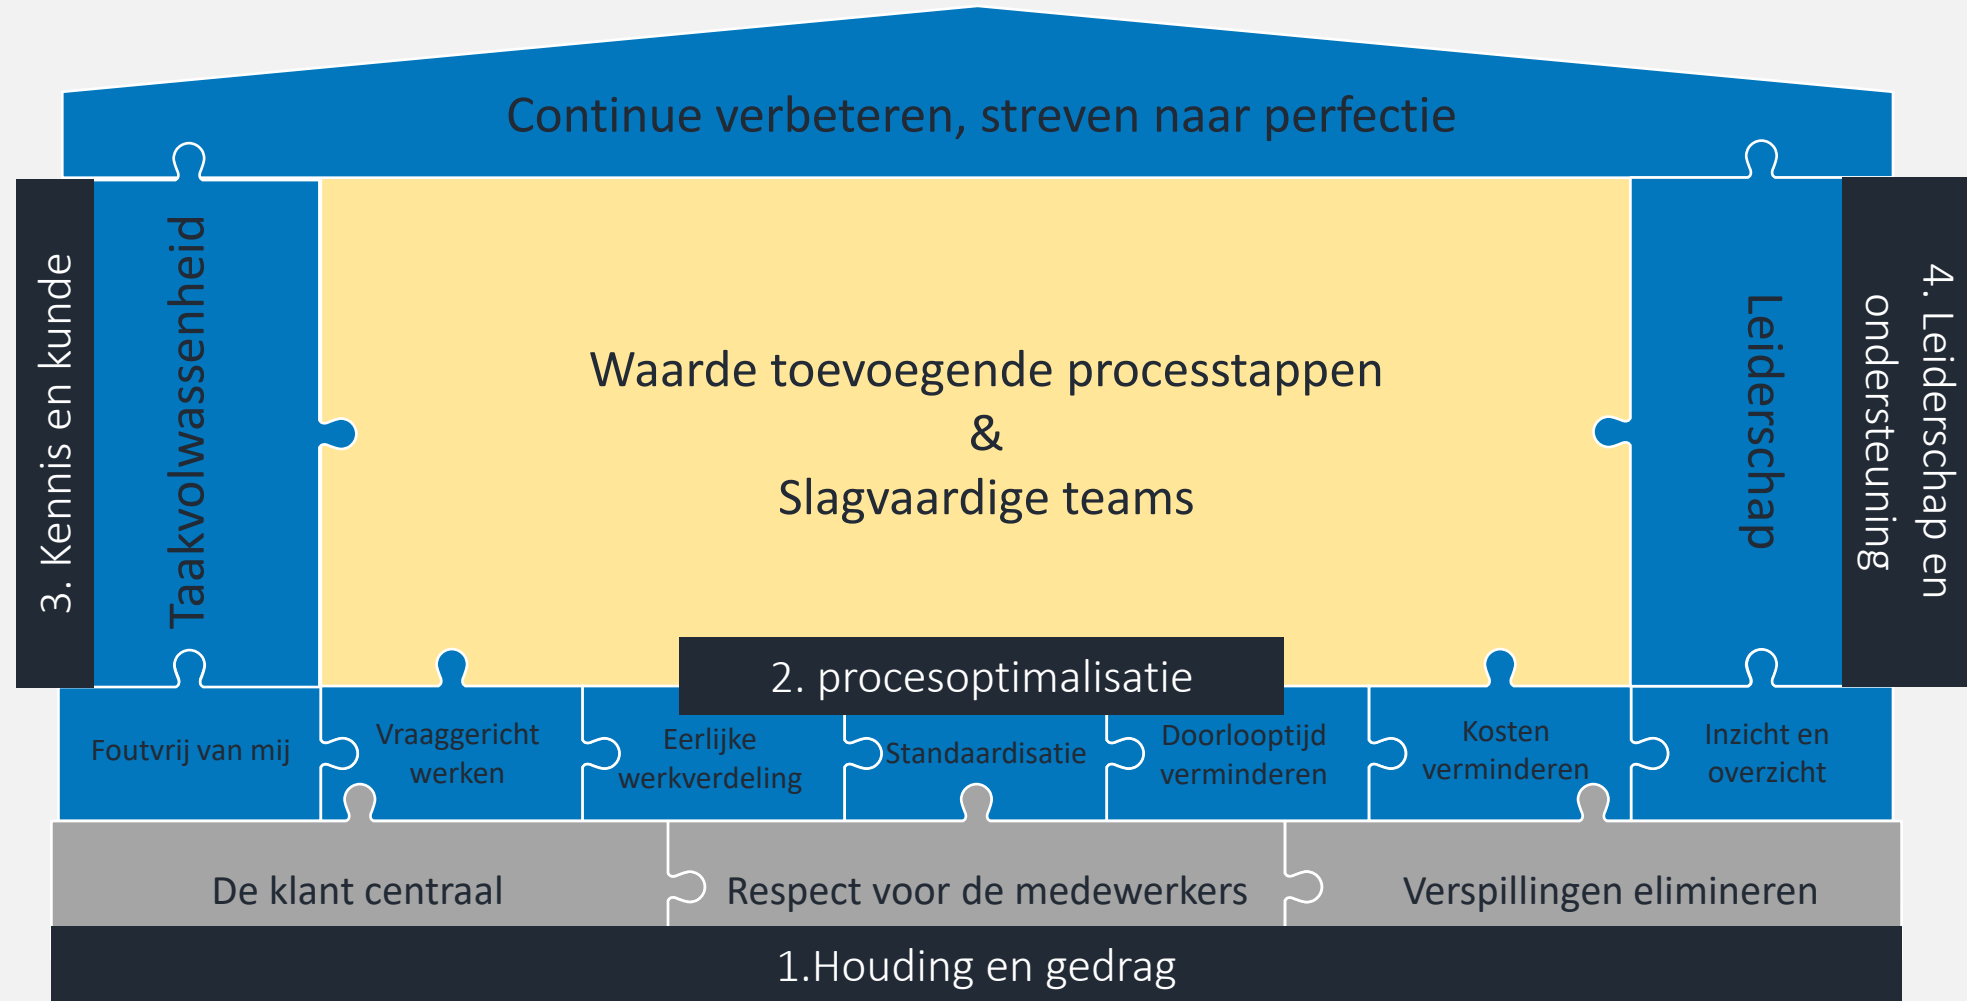 Continue verbeteren, streven naar perfectie
3. Kennis en kunde
Taakvolwassenheid
Waarde toevoegende processtappen
&
Slagvaardige teams
Leiderschap
4. Leiderschap en
ondersteuning
2. procesoptimalisatie
Foutvrij van mij
Vraaggericht
werken
Eerlijke
werkverdeling
Standaardisatie
Doorlooptijd
verminderen
Kosten
verminderen
Inzicht en
overzicht
De klant centraal
Respect voor de medewerkers
Verspillingen elimineren
1.Houding en gedrag